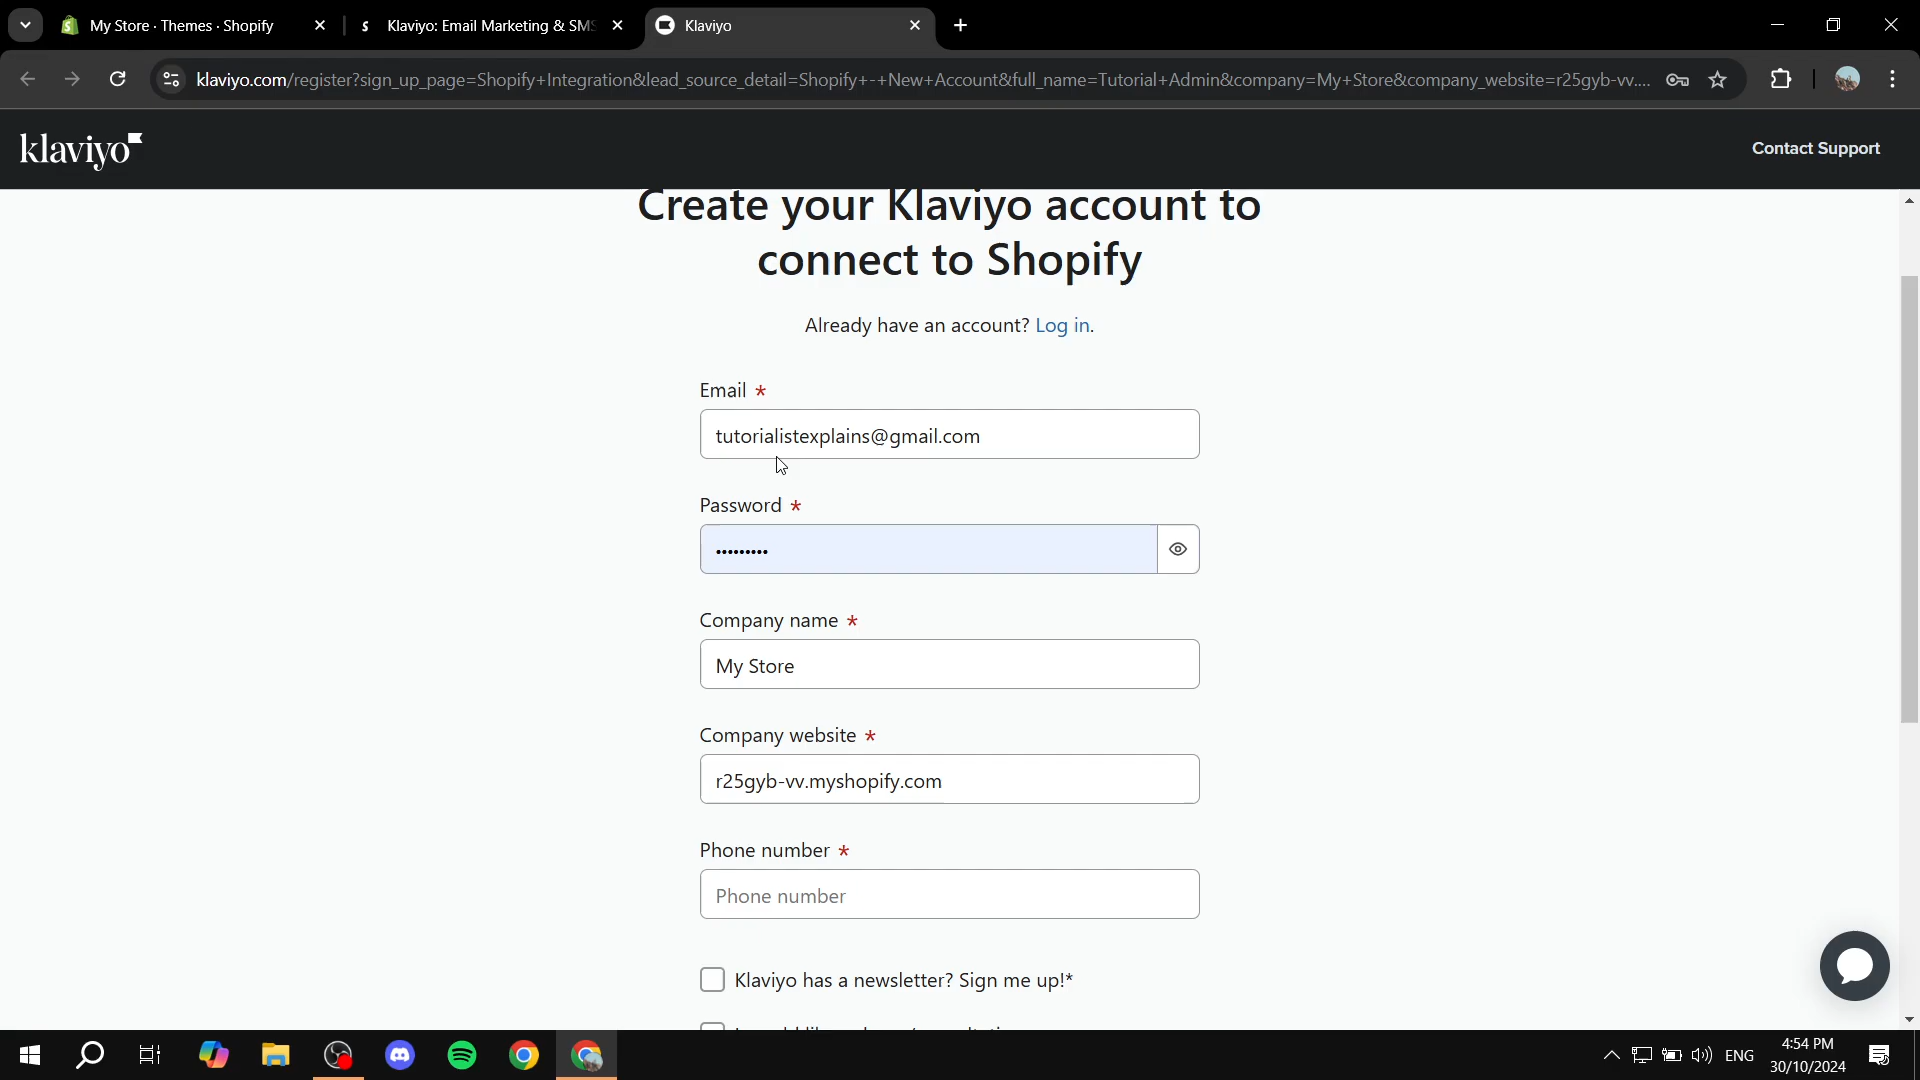 My Store · Themes · Shopify
Klaviyo: Email Marketing & SMS
Klaviyo
klaviyo.com/register?sign_up_page=Shopify+Integration&lead_source_detail=Shopify+-+New+Account&full_name=Tutorial+Admin&company=My+Store&company_website=r25gyb-vv....
klaviyo
Contact Support
Create your Klaviyo account to
connect to Shopify
Already have an account? Log in.
Email *
tutorialistexplains@gmail.com
Password *
•••••••••
Company name *
My Store
Company website *
r25gyb-vv.myshopify.com
Phone number *
Phone number
Klaviyo has a newsletter? Sign me up!*
ENG
4:54 PM
30/10/2024